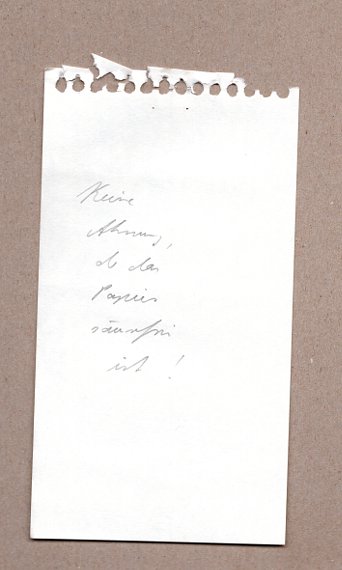 Keine
Ahnung,
ob das
Papier
säurefrei
ist!